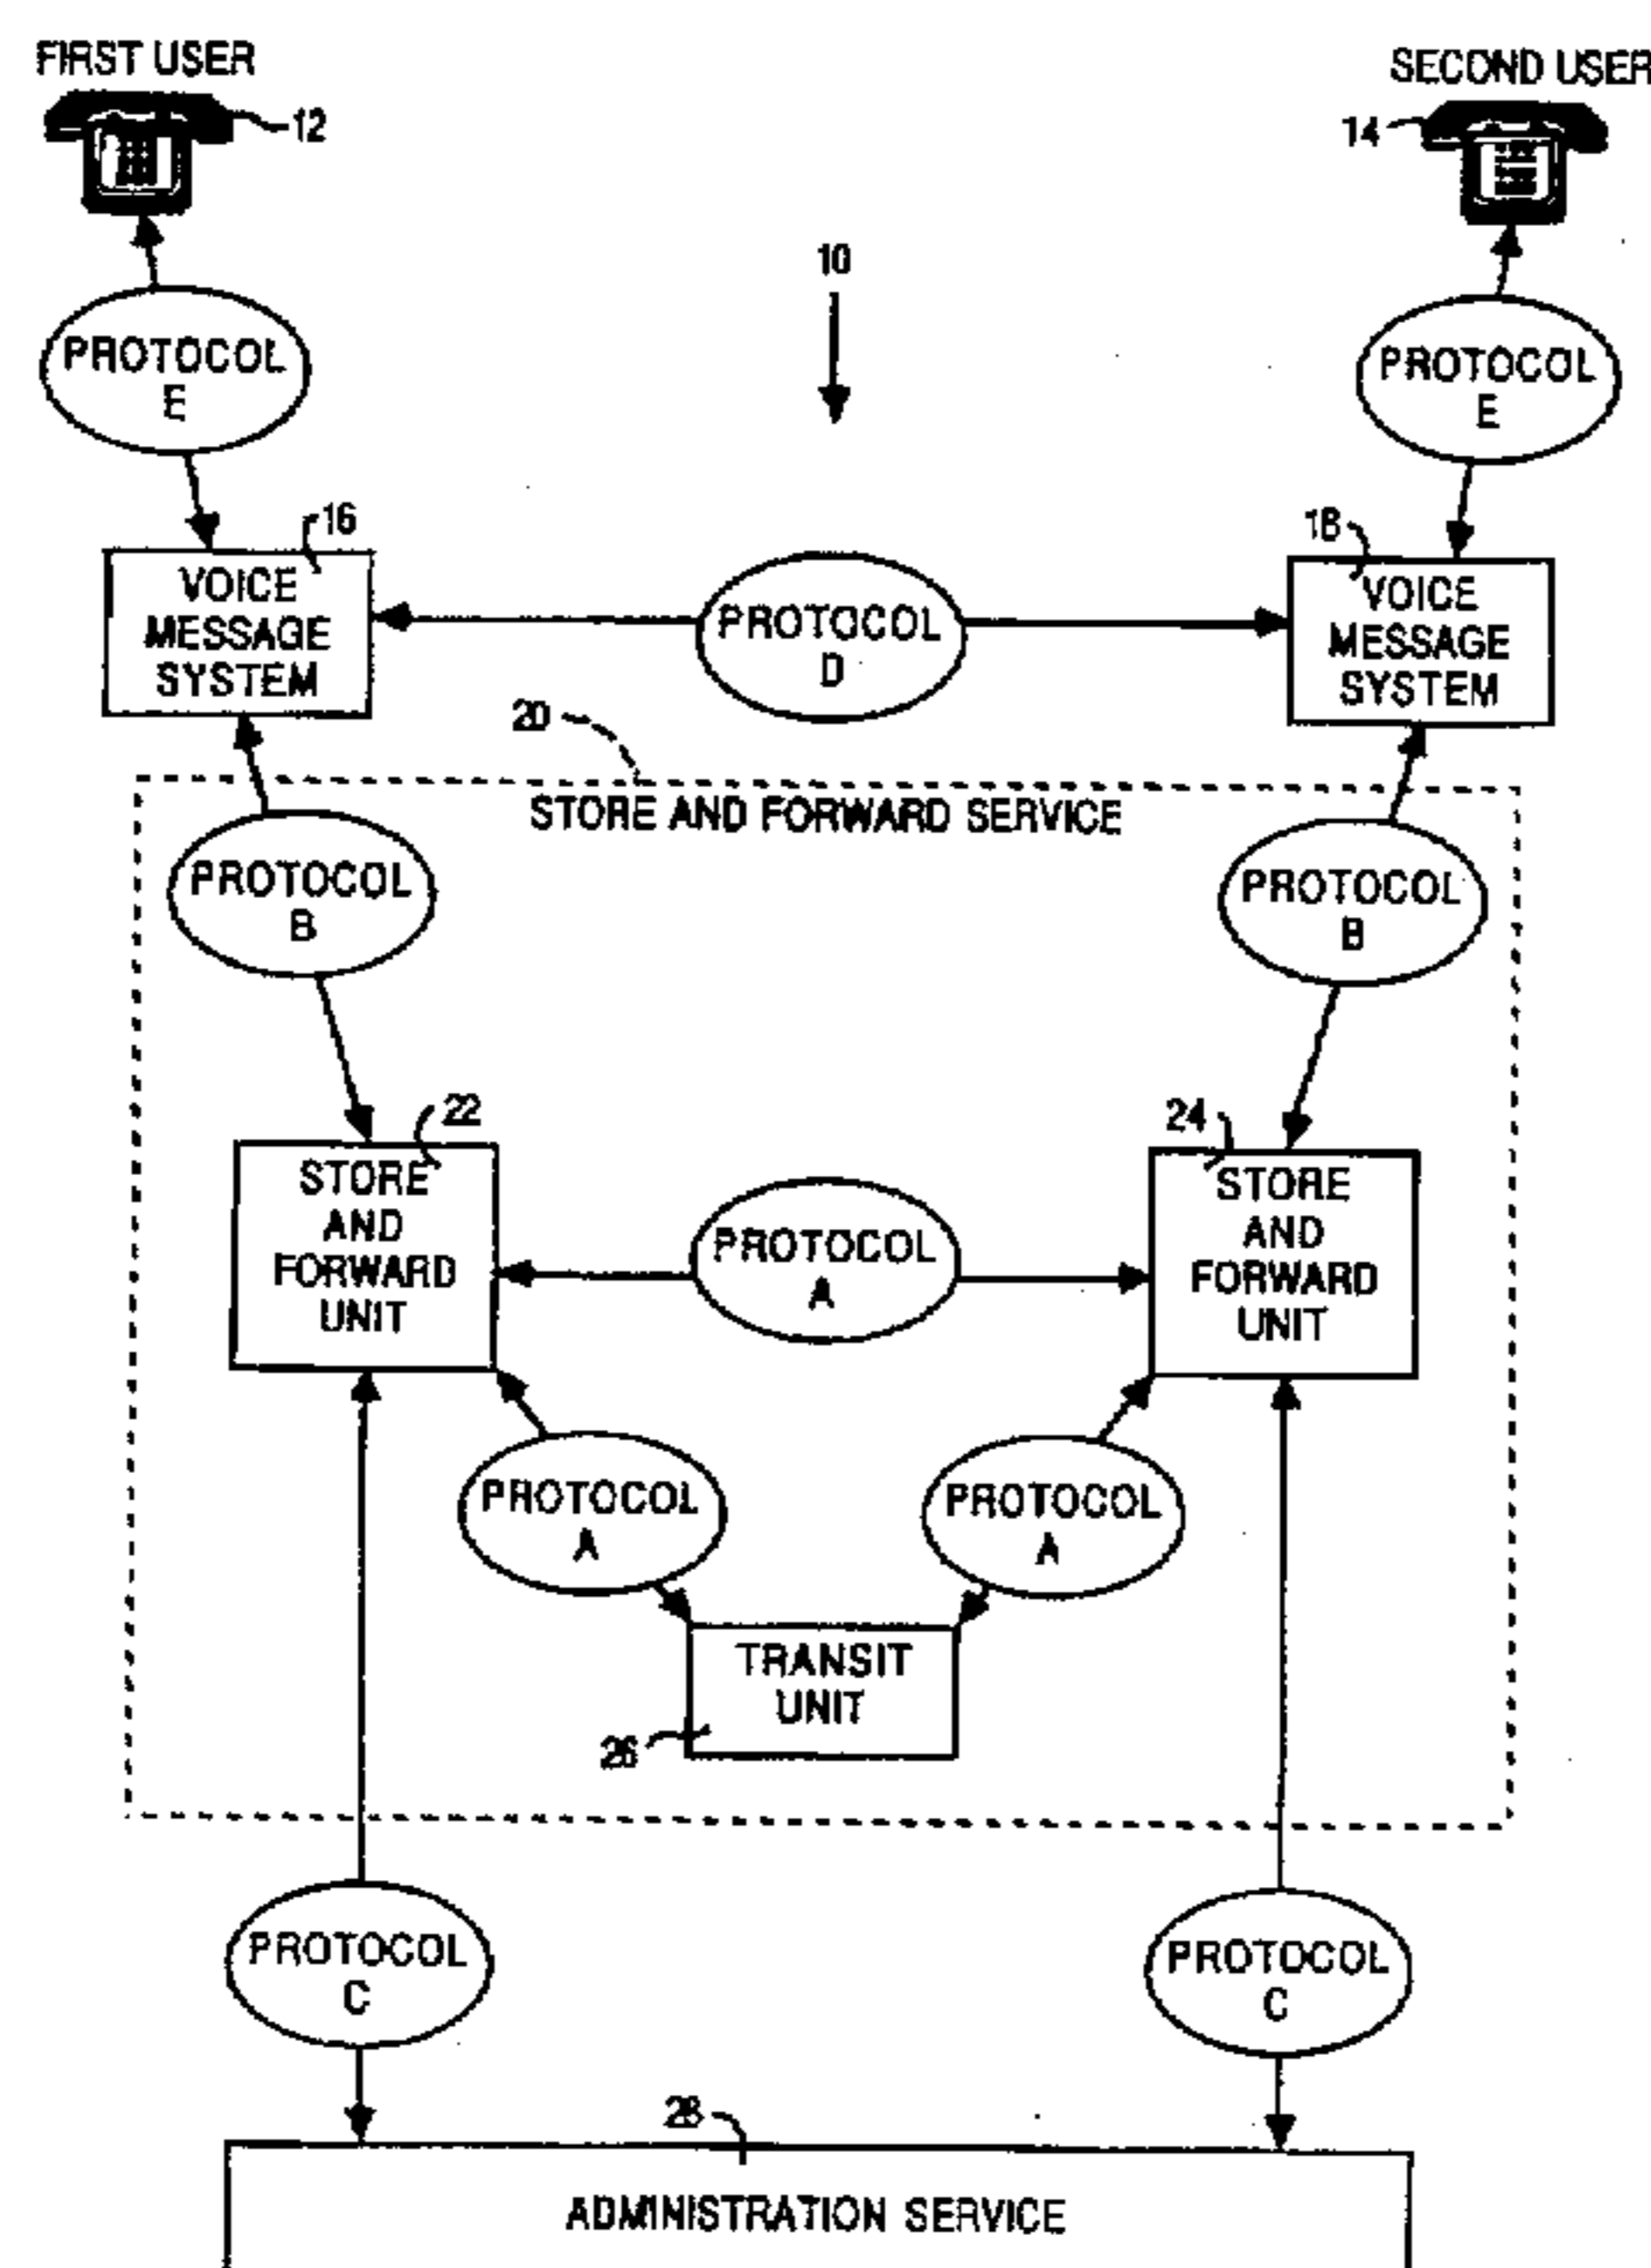 FIRST USER
SECOND USER
12
14
10
PROTOCOL
E
PROTOCOL
E
16
18
VOICE
MESSAGE
SYSTEM
PROTOCOL
D
VOICE
MESSAGE
SYSTEM
20
STORE AND FORWARD SERVICE
PROTOCOL
B
PROTOCOL
B
22
24
STORE
AND
FORWARD
UNIT
PROTOCOL
A
STORE
AND
FORWARD
UNIT
PROTOCOL
A
PROTOCOL
A
TRANSIT
UNIT
26
PROTOCOL
C
PROTOCOL
C
28
ADMINISTRATION SERVICE